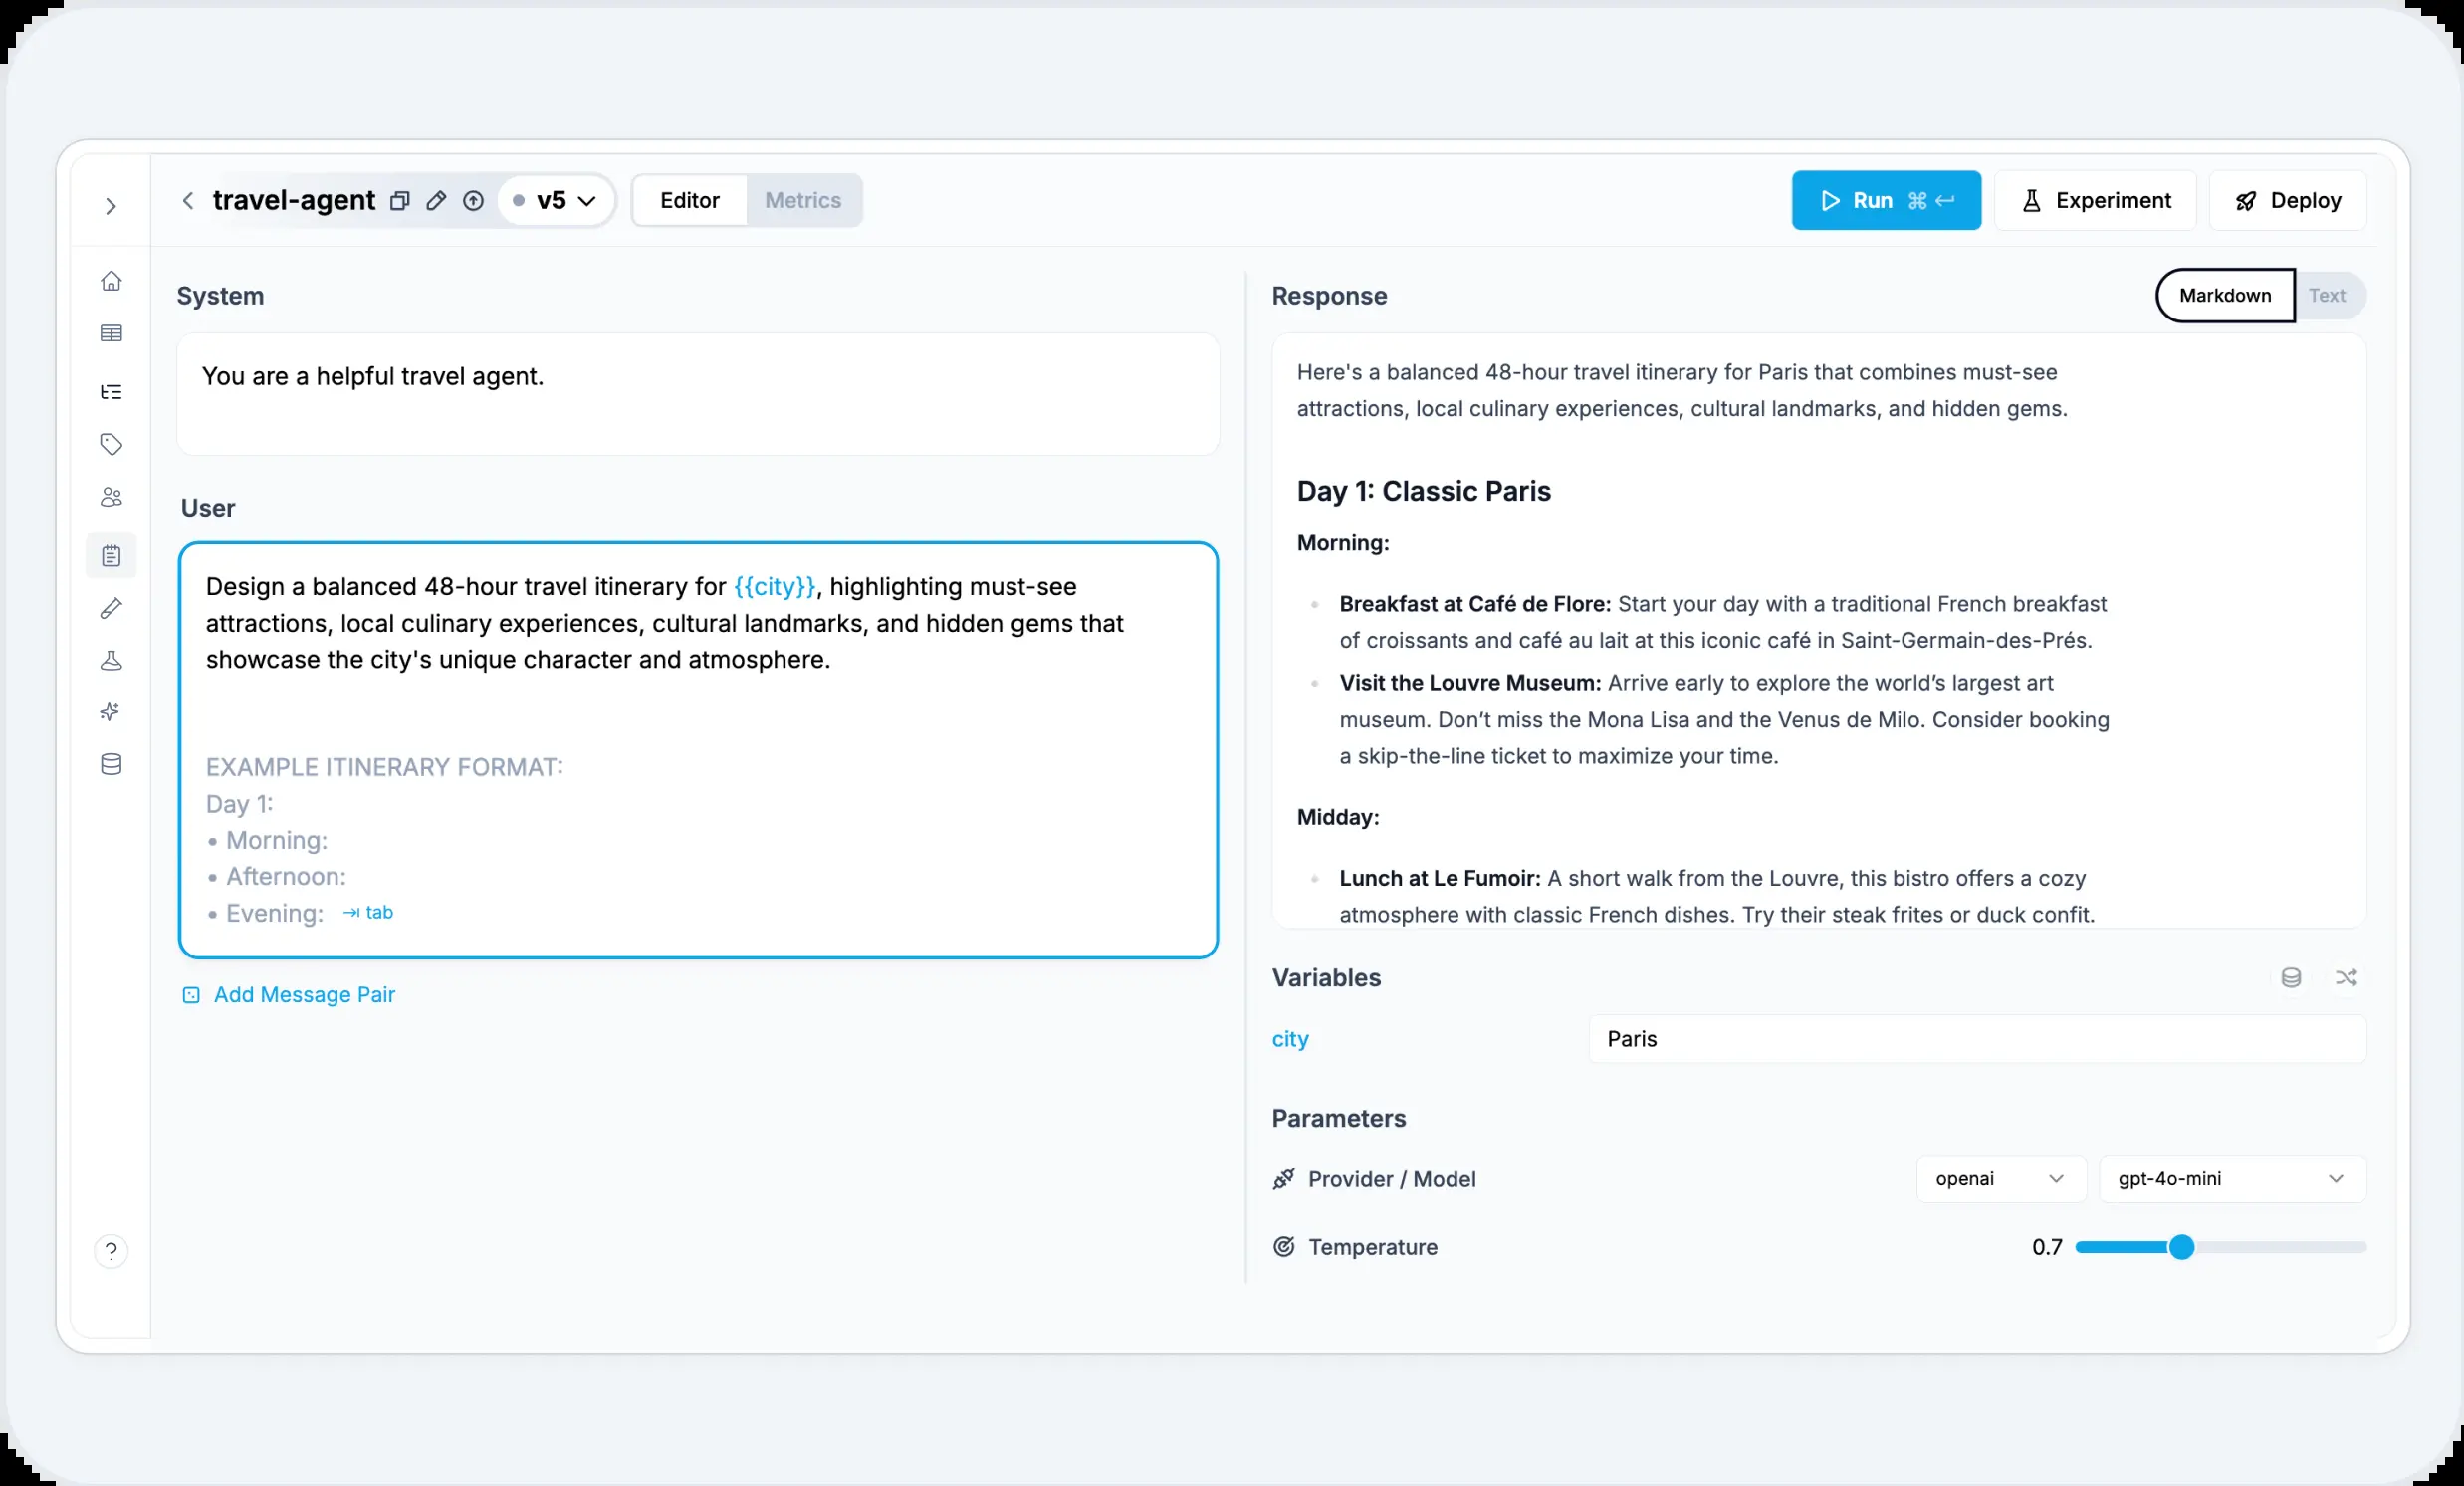 travel-agent
v5
Editor
Metrics
Run ⌘ ↵
Experiment
Deploy
System
You are a helpful travel agent.
User
Design a balanced 48-hour travel itinerary for {{city}}, highlighting must-see
attractions, local culinary experiences, cultural landmarks, and hidden gems that
showcase the city's unique character and atmosphere.
EXAMPLE ITINERARY FORMAT:
Day 1:
• Morning:
• Afternoon:
• Evening: ⇥ tab
Add Message Pair
?
Response
Markdown
Text
Here's a balanced 48-hour travel itinerary for Paris that combines must-see
attractions, local culinary experiences, cultural landmarks, and hidden gems.
Day 1: Classic Paris
Morning:
• Breakfast at Café de Flore: Start your day with a traditional French breakfast
of croissants and café au lait at this iconic café in Saint-Germain-des-Prés.
• Visit the Louvre Museum: Arrive early to explore the world’s largest art
museum. Don’t miss the Mona Lisa and the Venus de Milo. Consider booking
a skip-the-line ticket to maximize your time.
Midday:
• Lunch at Le Fumoir: A short walk from the Louvre, this bistro offers a cozy
atmosphere with classic French dishes. Try their steak frites or duck confit.
Variables
city
Paris
Parameters
Provider / Model
openai
gpt-4o-mini
Temperature
0.7